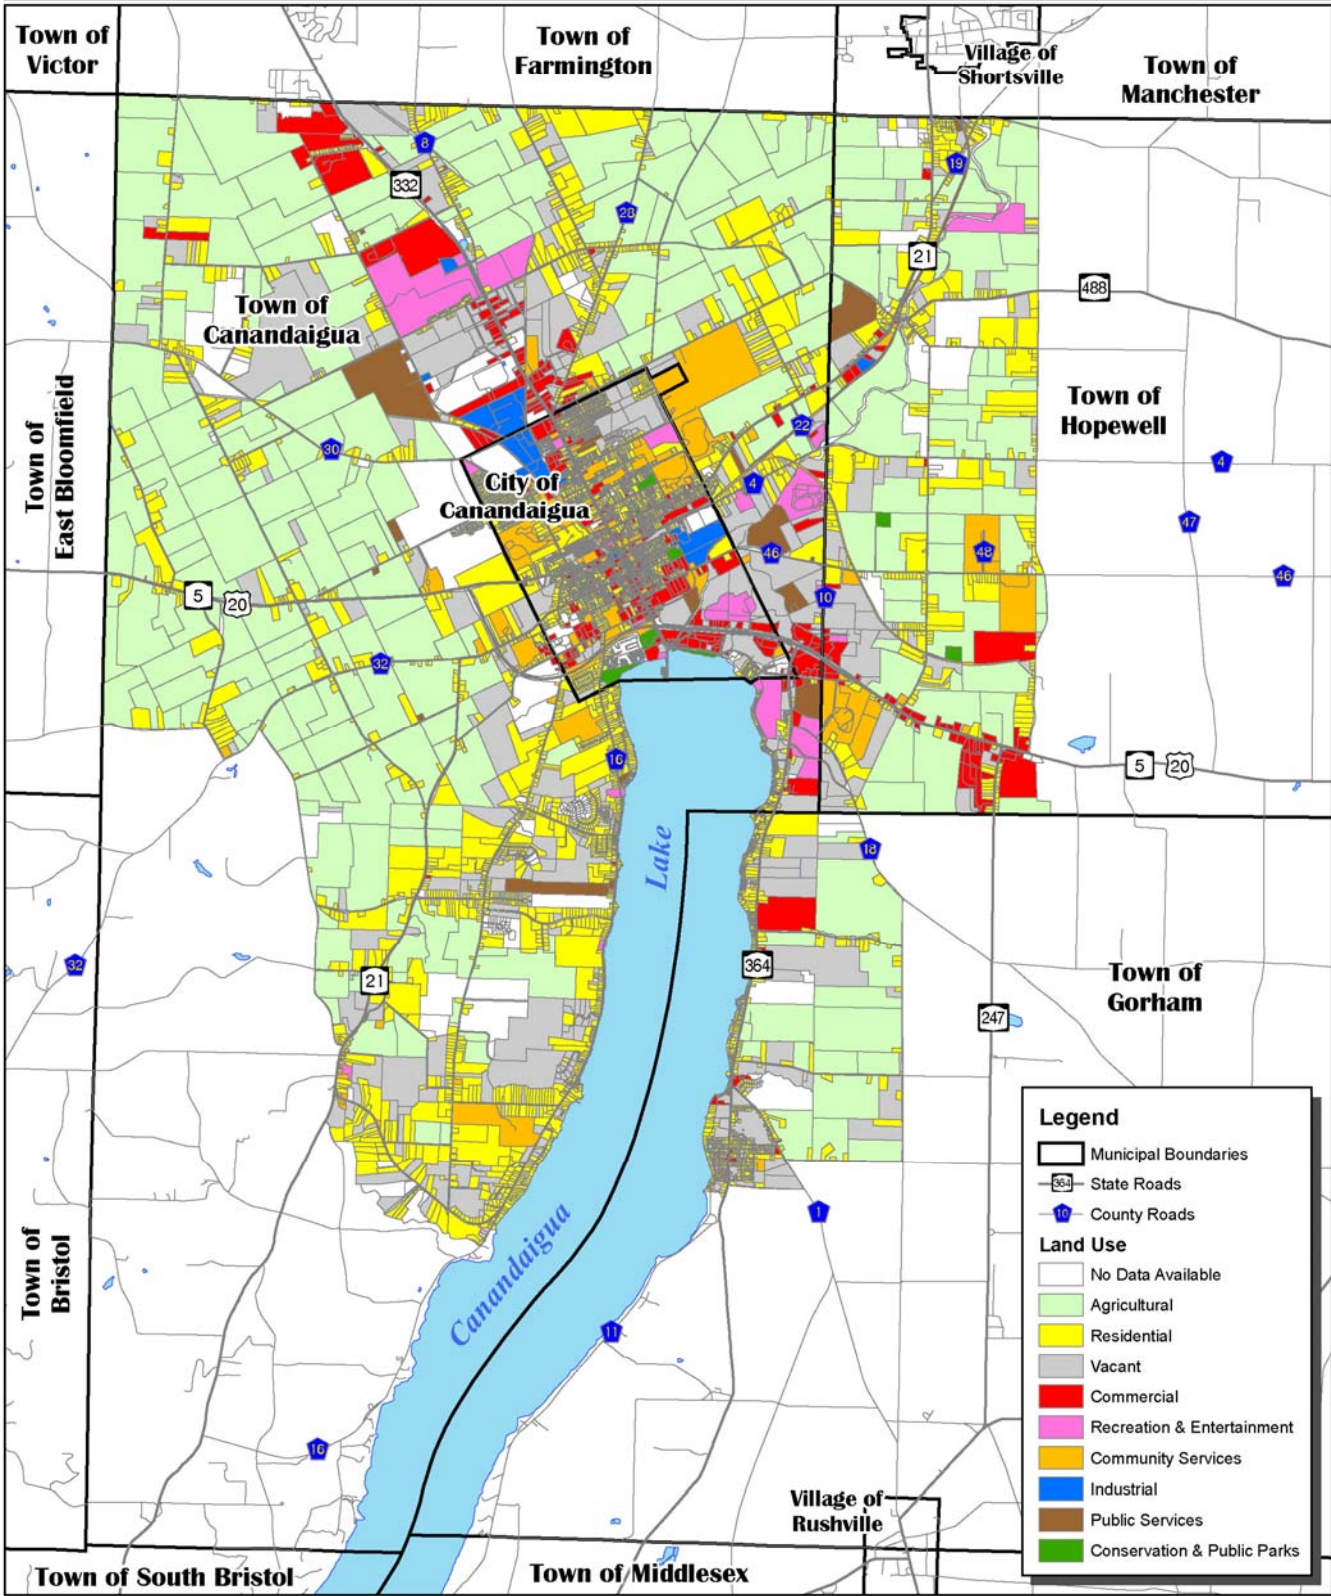 Town of
Victor
Town of
Farmington
Village of
Shortsville
Town of
Manchester
8
19
332
28
21
488
Town of
Canandaigua
Town of
East Bloomfield
Town of
Hopewell
30
22
4
4
City of
Canandaigua
47
48
46
46
5
20
10
32
16
5
20
Lake
18
32
21
364
Town of
Gorham
247
Town of
Bristol
Canandaigua
1
11
16
Village of
Rushville
Town of South Bristol
Town of Middlesex
Legend
Municipal Boundaries
364
State Roads
10
County Roads
Land Use
No Data Available
Agricultural
Residential
Vacant
Commercial
Recreation & Entertainment
Community Services
Industrial
Public Services
Conservation & Public Parks